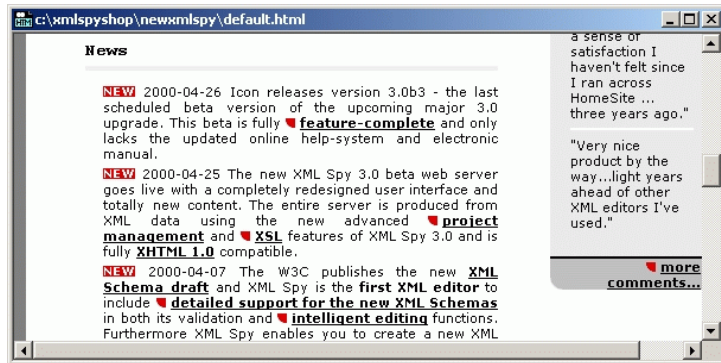 c:\xmlspyshop\newxmlspy\default.html
News
NEW 2000-04-26 Icon releases version 3.0b3 - the last
scheduled beta version of the upcoming major 3.0
upgrade. This beta is fully feature-complete and only
lacks the updated online help-system and electronic
manual.
NEW 2000-04-25 The new XML Spy 3.0 beta web server
goes live with a completely redesigned user interface and
totally new content. The entire server is produced from
XML data using the new advanced project
management and XSL features of XML Spy 3.0 and is
fully XHTML 1.0 compatible.
NEW 2000-04-07 The W3C publishes the new XML
Schema draft and XML Spy is the first XML editor to
include detailed support for the new XML Schemas
in both its validation and intelligent editing functions.
Furthermore XML Spy enables you to create a new XML
a sense of
satisfaction I
haven't felt since
I ran across
HomeSite ...
three years ago."
"Very nice
product by the
way...light years
ahead of other
XML editors I've
used."
more
comments...